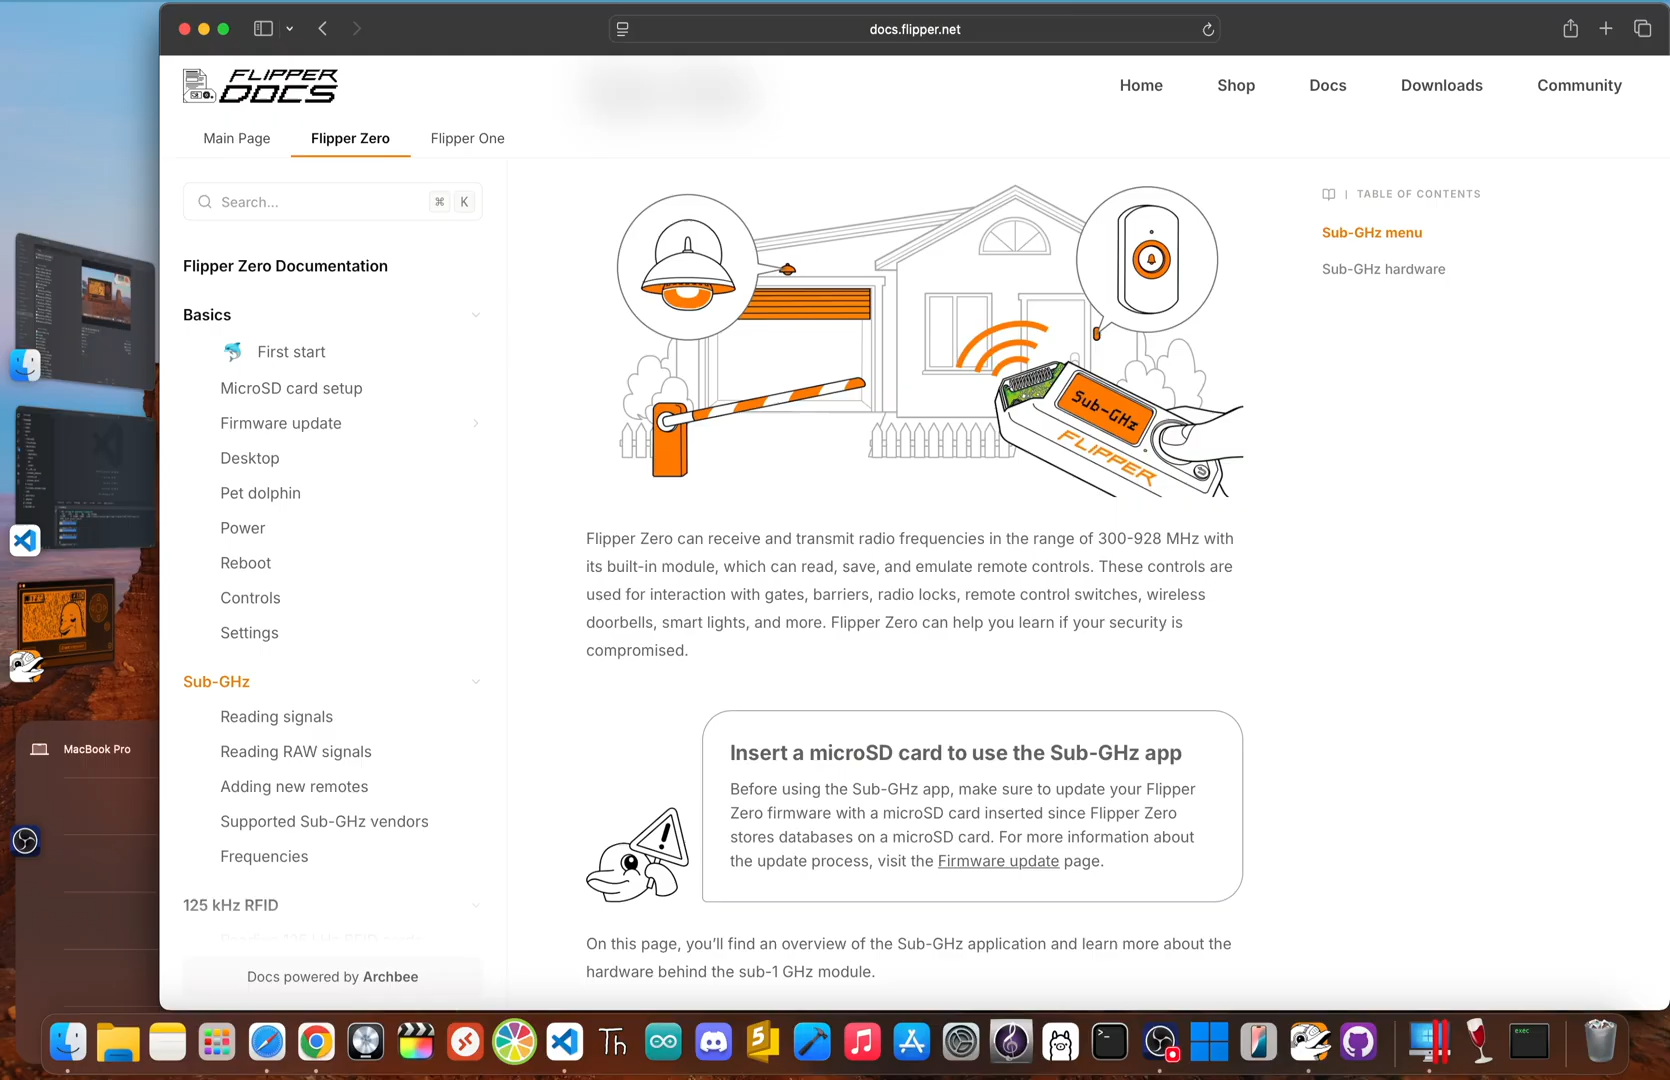 docs.flipper.net
FLIPPER
DOCS
Home
Shop
Docs
Downloads
Community
Main Page
Flipper Zero
Flipper One
Search...
⌘
K
Flipper Zero Documentation
Basics
First start
MicroSD card setup
Firmware update
Desktop
Pet dolphin
Power
Reboot
Controls
Settings
Sub-GHz
Reading signals
Reading RAW signals
Adding new remotes
Supported Sub-GHz vendors
Frequencies
125 kHz RFID
Docs powered by Archbee
Sub-GHz
FLIPPER
Flipper Zero can receive and transmit radio frequencies in the range of 300-928 MHz with
its built-in module, which can read, save, and emulate remote controls. These controls are
used for interaction with gates, barriers, radio locks, remote control switches, wireless
doorbells, smart lights, and more. Flipper Zero can help you learn if your security is
compromised.
Insert a microSD card to use the Sub-GHz app
Before using the Sub-GHz app, make sure to update your Flipper
Zero firmware with a microSD card inserted since Flipper Zero
stores databases on a microSD card. For more information about
the update process, visit the Firmware update page.
On this page, you’ll find an overview of the Sub-GHz application and learn more about the
hardware behind the sub-1 GHz module.
| TABLE OF CONTENTS
Sub-GHz menu
Sub-GHz hardware
MacBook Pro
Th
5
exec